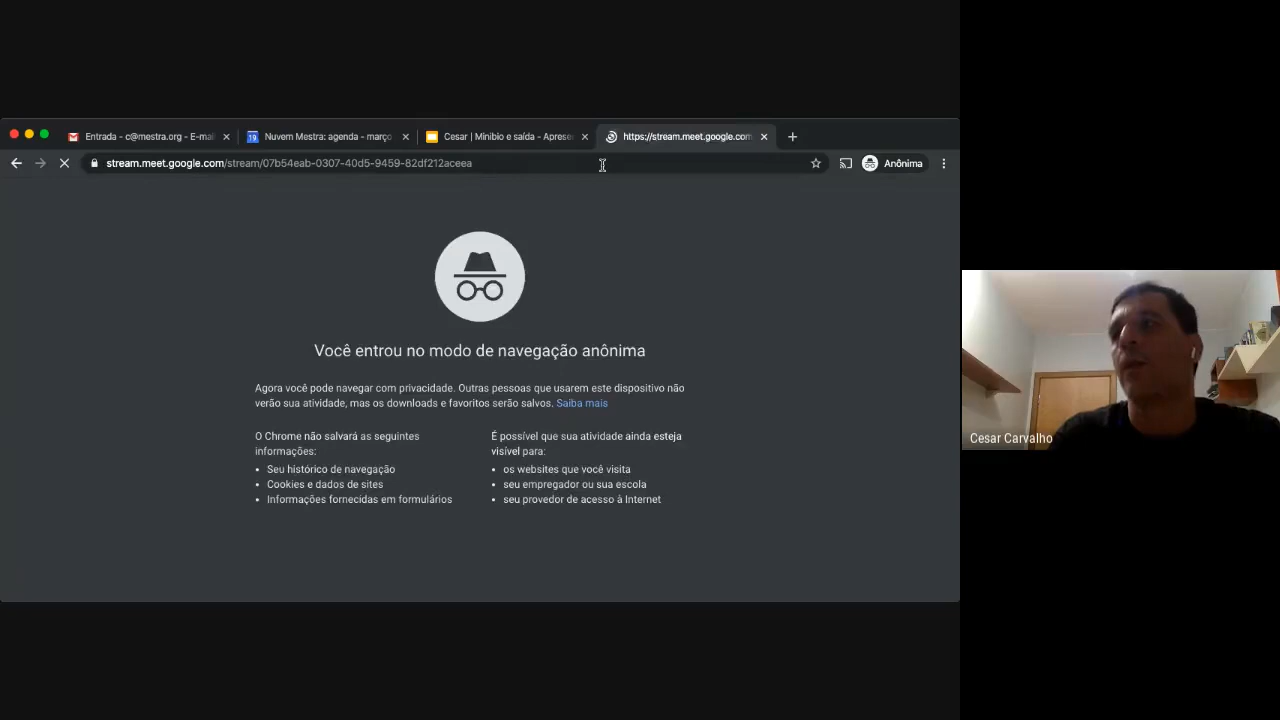 Entrada - c@mestra.org - E-mai
Nuvem Mestra: agenda - março
Cesar | Minibio e saída - Aprese
https://stream.meet.google.com
stream.meet.google.com/stream/07b54eab-0307-40d5-9459-82df212aceea
Anônima
Você entrou no modo de navegação anônima
Agora você pode navegar com privacidade. Outras pessoas que usarem este dispositivo não
verão sua atividade, mas os downloads e favoritos serão salvos. Saiba mais
O Chrome não salvará as seguintes
informações:
• Seu histórico de navegação
• Cookies e dados de sites
• Informações fornecidas em formulários
É possível que sua atividade ainda esteja
visível para:
• os websites que você visita
• seu empregador ou sua escola
• seu provedor de acesso à Internet
Cesar Carvalho